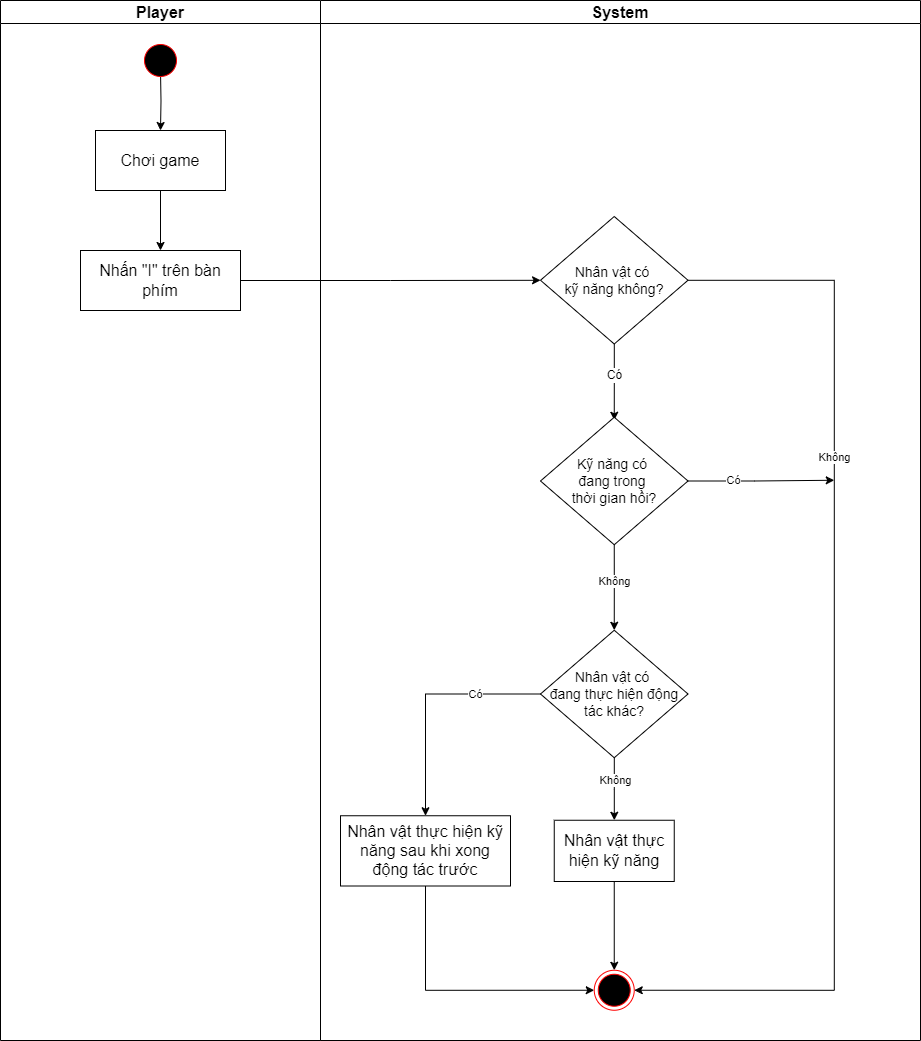 Player
System
Chơi game
Nhấn "I" trên bàn
phím
Nhân vật có
kỹ năng không?
Có
Không
Kỹ năng có
đang trong
thời gian hồi?
Có
Không
Nhân vật có
đang thực hiện động
tác khác?
Có
Không
Nhân vật thực hiện kỹ
năng sau khi xong
động tác trước
Nhân vật thực
hiện kỹ năng